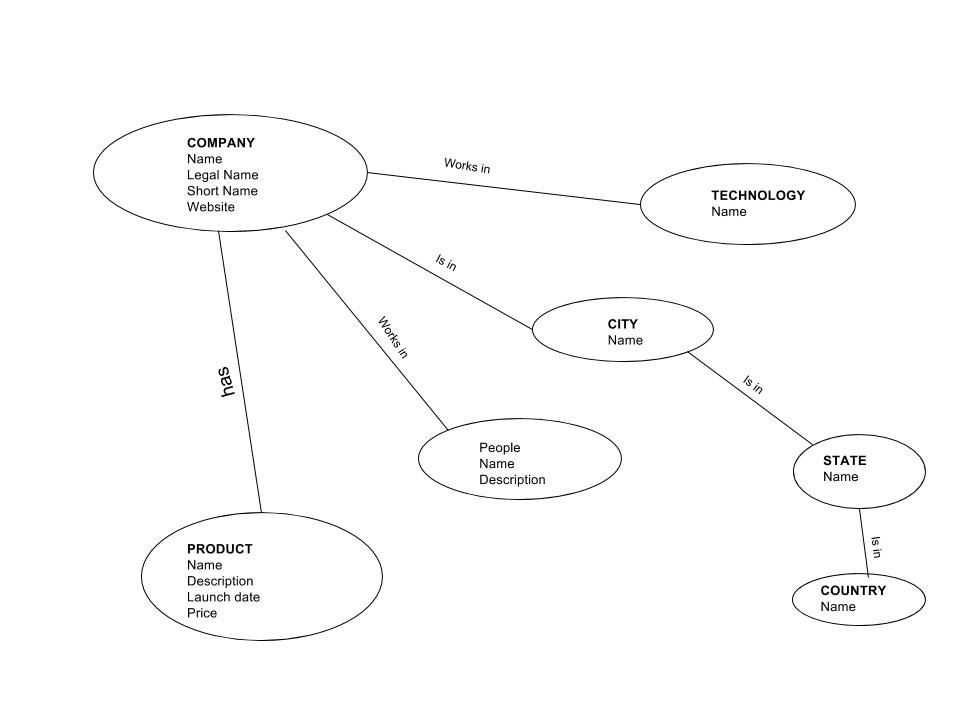 COMPANY
Name
Legal Name
Short Name
Website
Works in
TECHNOLOGY
Name
Is in
CITY
Name
Works in
has
Is in
People
Name
Description
STATE
Name
Is in
PRODUCT
Name
Description
Launch date
Price
COUNTRY
Name